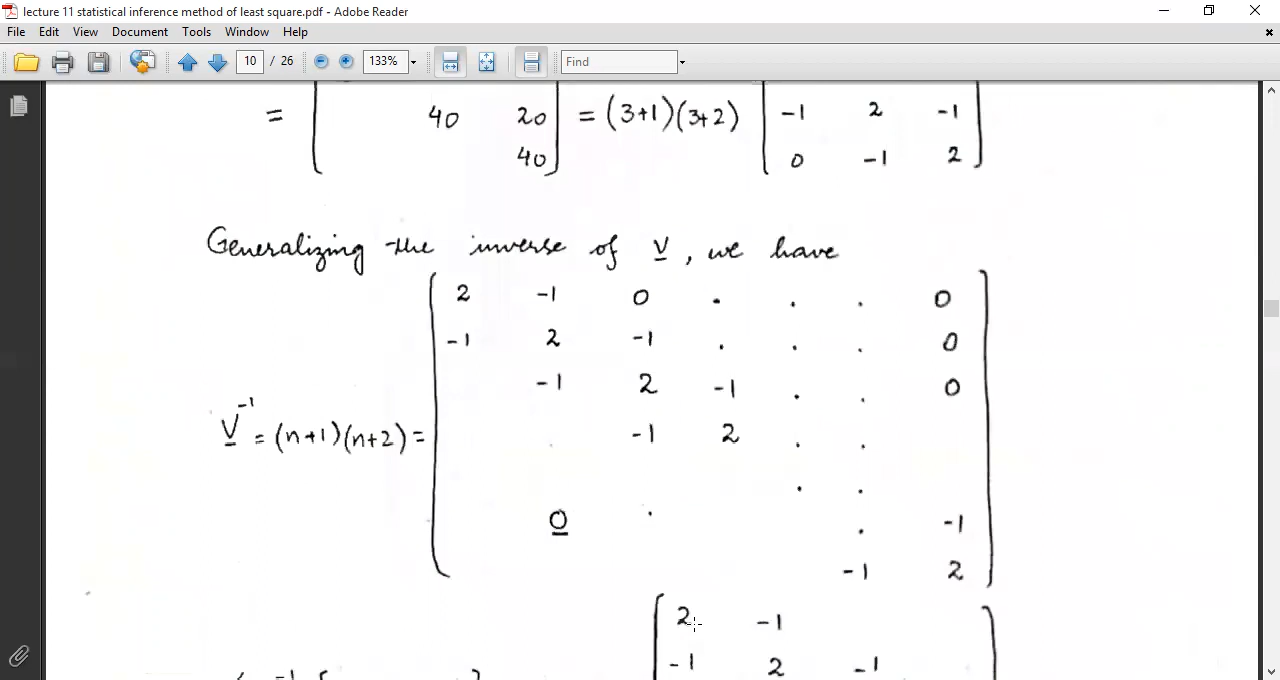 lecture 11 statistical inference method of least square.pdf - Adobe Reader
File Edit View Document Tools Window Help
10 / 26 133% Find
= [ 40 20 ] = (3+1)(3+2) [ -1 2 -1 ]
40 0 -1 2
Generalizing the inverse of V, we have
2 -1 0 . . . 0
-1 2 -1 . . . 0
-1 2 -1 . . 0
V⁻¹ = (n+1)(n+2) = -1 2 . .
. .
0 . . -1
-1 2
2 -1
-1 2 -1